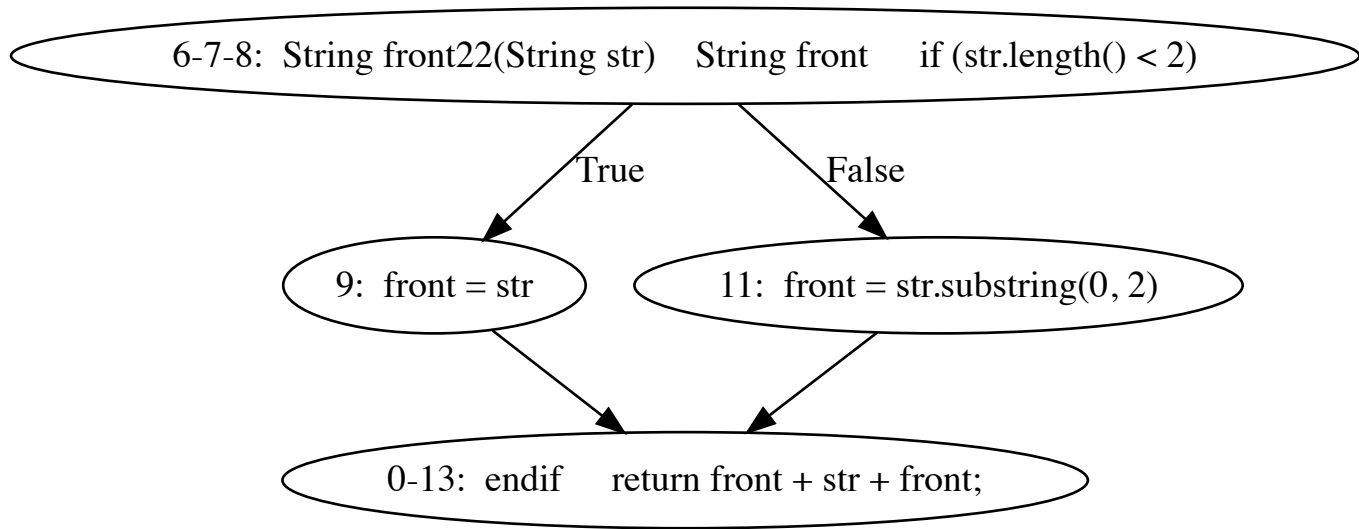 6-7-8:  String front22(String str)    String front     if (str.length() < 2)
True
False
9:  front = str
11:  front = str.substring(0, 2)
0-13:  endif     return front + str + front;